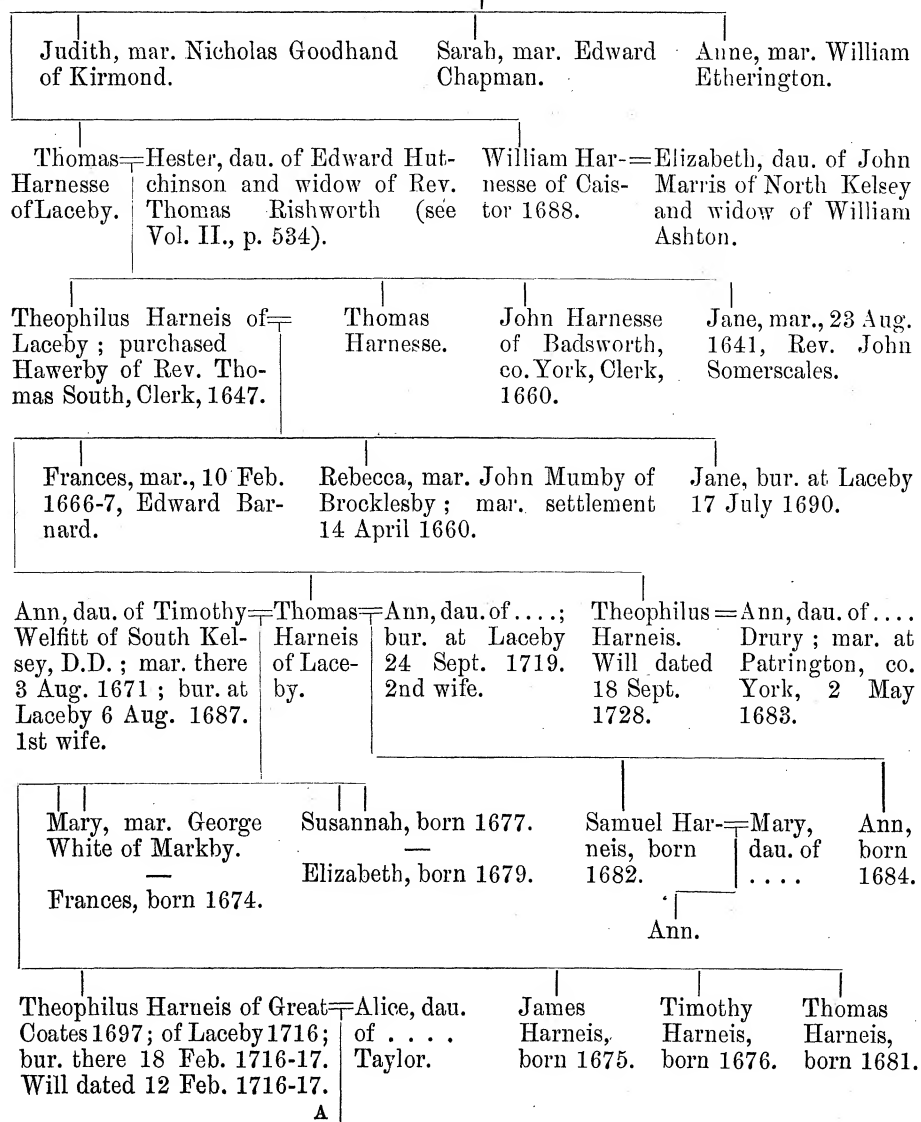 Judith, mar. Nicholas Goodhand
of Kirmond.
Sarah, mar. Edward
Chapman.
Anne, mar. William
Etherington.
Thomas
Harnesse
of Laceby.
Hester, dau. of Edward Hut-
chinson and widow of Rev.
Thomas Rishworth (see
Vol. II., p. 534).
William Har-
nesse of Cais-
tor 1688.
Elizabeth, dau. of John
Marris of North Kelsey
and widow of William
Ashton.
Theophilus Harneis of
Laceby ; purchased
Hawerby of Rev. Tho-
mas South, Clerk, 1647.
Thomas
Harnesse.
John Harnesse
of Badsworth,
co. York, Clerk,
1660.
Jane, mar., 23 Aug.
1641, Rev. John
Somerscales.
Frances, mar., 10 Feb.
1666-7, Edward Bar-
nard.
Rebecca, mar. John Mumby of
Brocklesby ; mar. settlement
14 April 1660.
Jane, bur. at Laceby
17 July 1690.
Ann, dau. of Timothy
Welfitt of South Kel-
sey, D.D. ; mar. there
3 Aug. 1671 ; bur. at
Laceby 6 Aug. 1687.
1st wife.
Thomas
Harneis
of Lace-
by.
Ann, dau. of . . . . ;
bur. at Laceby
24 Sept. 1719.
2nd wife.
Theophilus
Harneis.
Will dated
18 Sept.
1728.
Ann, dau. of . . . .
Drury ; mar. at
Patrington, co.
York, 2 May
1683.
Mary, mar. George
White of Markby.
—
Frances, born 1674.
Susannah, born 1677.
—
Elizabeth, born 1679.
Samuel Har-
neis, born
1682.
Mary,
dau. of
. . . .
Ann,
born
1684.
Ann.
Theophilus Harneis of Great
Coates 1697; of Laceby 1716;
bur. there 18 Feb. 1716-17.
Will dated 12 Feb. 1716-17.
A
Alice, dau.
of . . . .
Taylor.
James
Harneis,
born 1675.
Timothy
Harneis,
born 1676.
Thomas
Harneis,
born 1681.